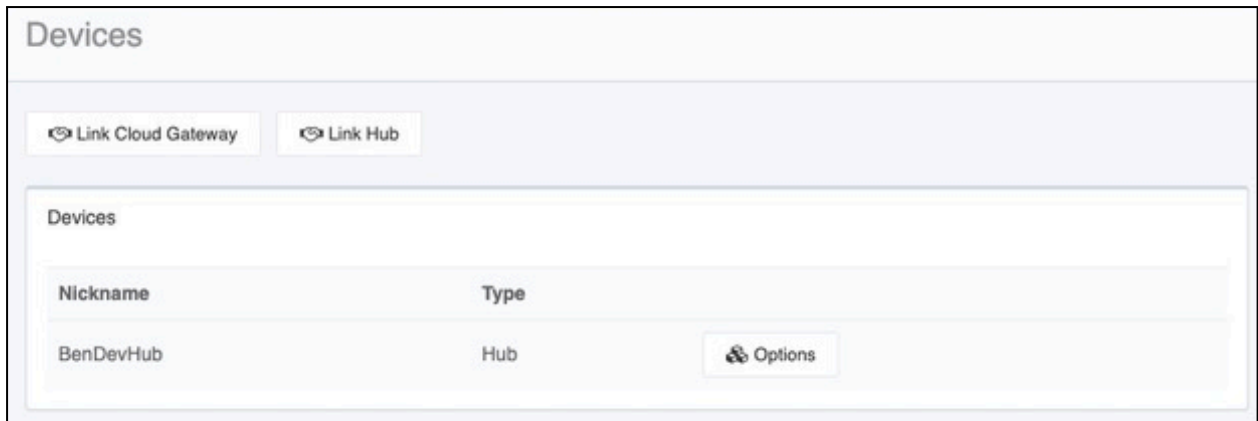 Devices
Link Cloud Gateway Link Hub
Devices
Nickname Type
BenDevHub Hub Options